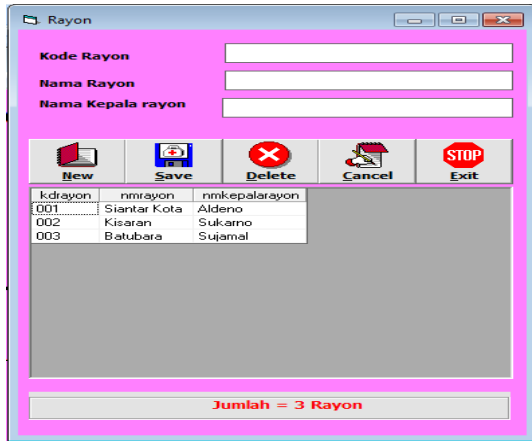 Rayon
Kode Rayon
Nama Rayon
Nama Kepala rayon
New Save Delete Cancel STOP Exit
kdrayon nmrayon nmkepalarayon
001 Siantar Kota Aldeno
002 Kisaran Sukarno
003 Batubara Sujamal
Jumlah = 3 Rayon